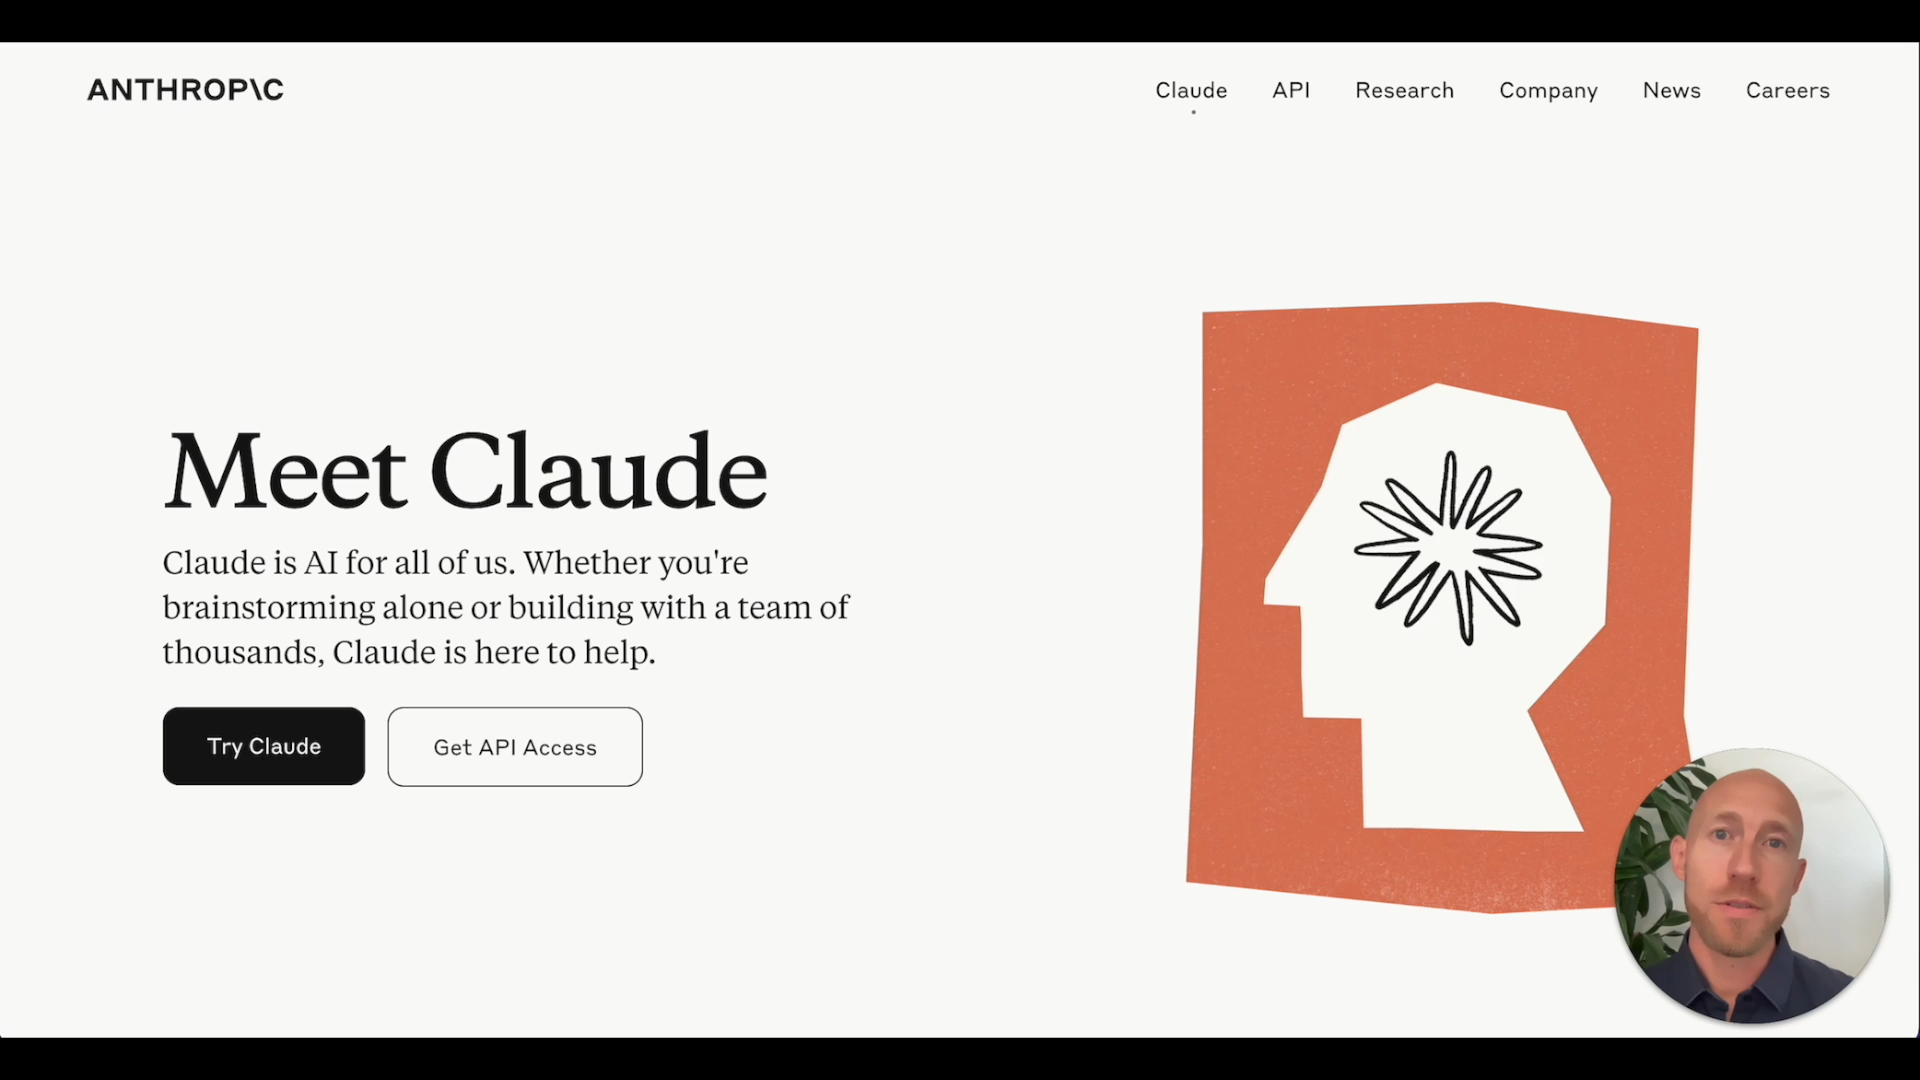 ANTHROP\C
Claude
API
Research
Company
News
Careers
Meet Claude
Claude is AI for all of us. Whether you're
brainstorming alone or building with a team of
thousands, Claude is here to help.
Try Claude
Get API Access